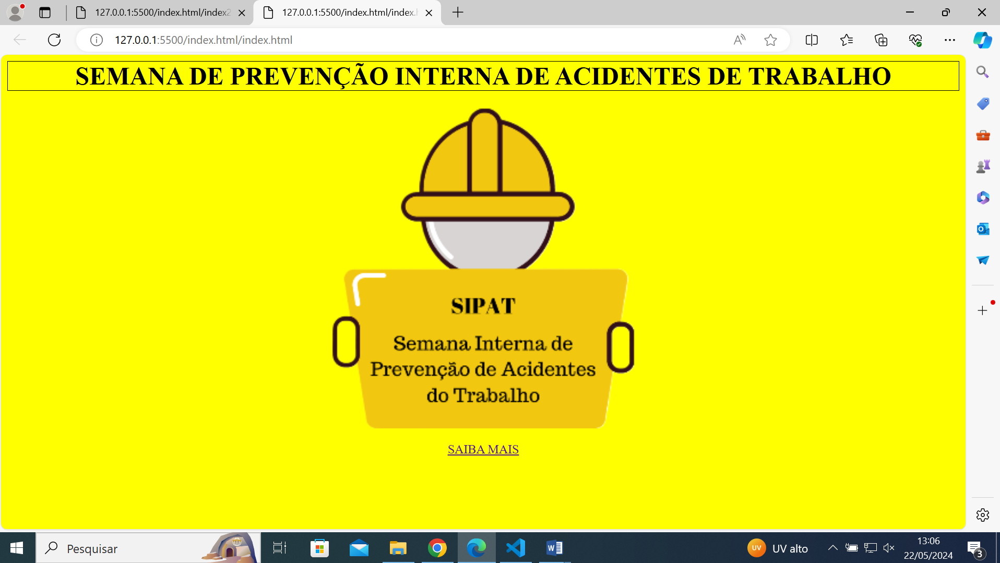 127.0.0.1:5500/index.html/index2
127.0.0.1:5500/index.html/index.h
127.0.0.1:5500/index.html/index.html
SEMANA DE PREVENÇÃO INTERNA DE ACIDENTES DE TRABALHO
SIPAT
Semana Interna de
Prevenção de Acidentes
do Trabalho
SAIBA MAIS
Pesquisar
UV
UV alto
13:06
22/05/2024
3